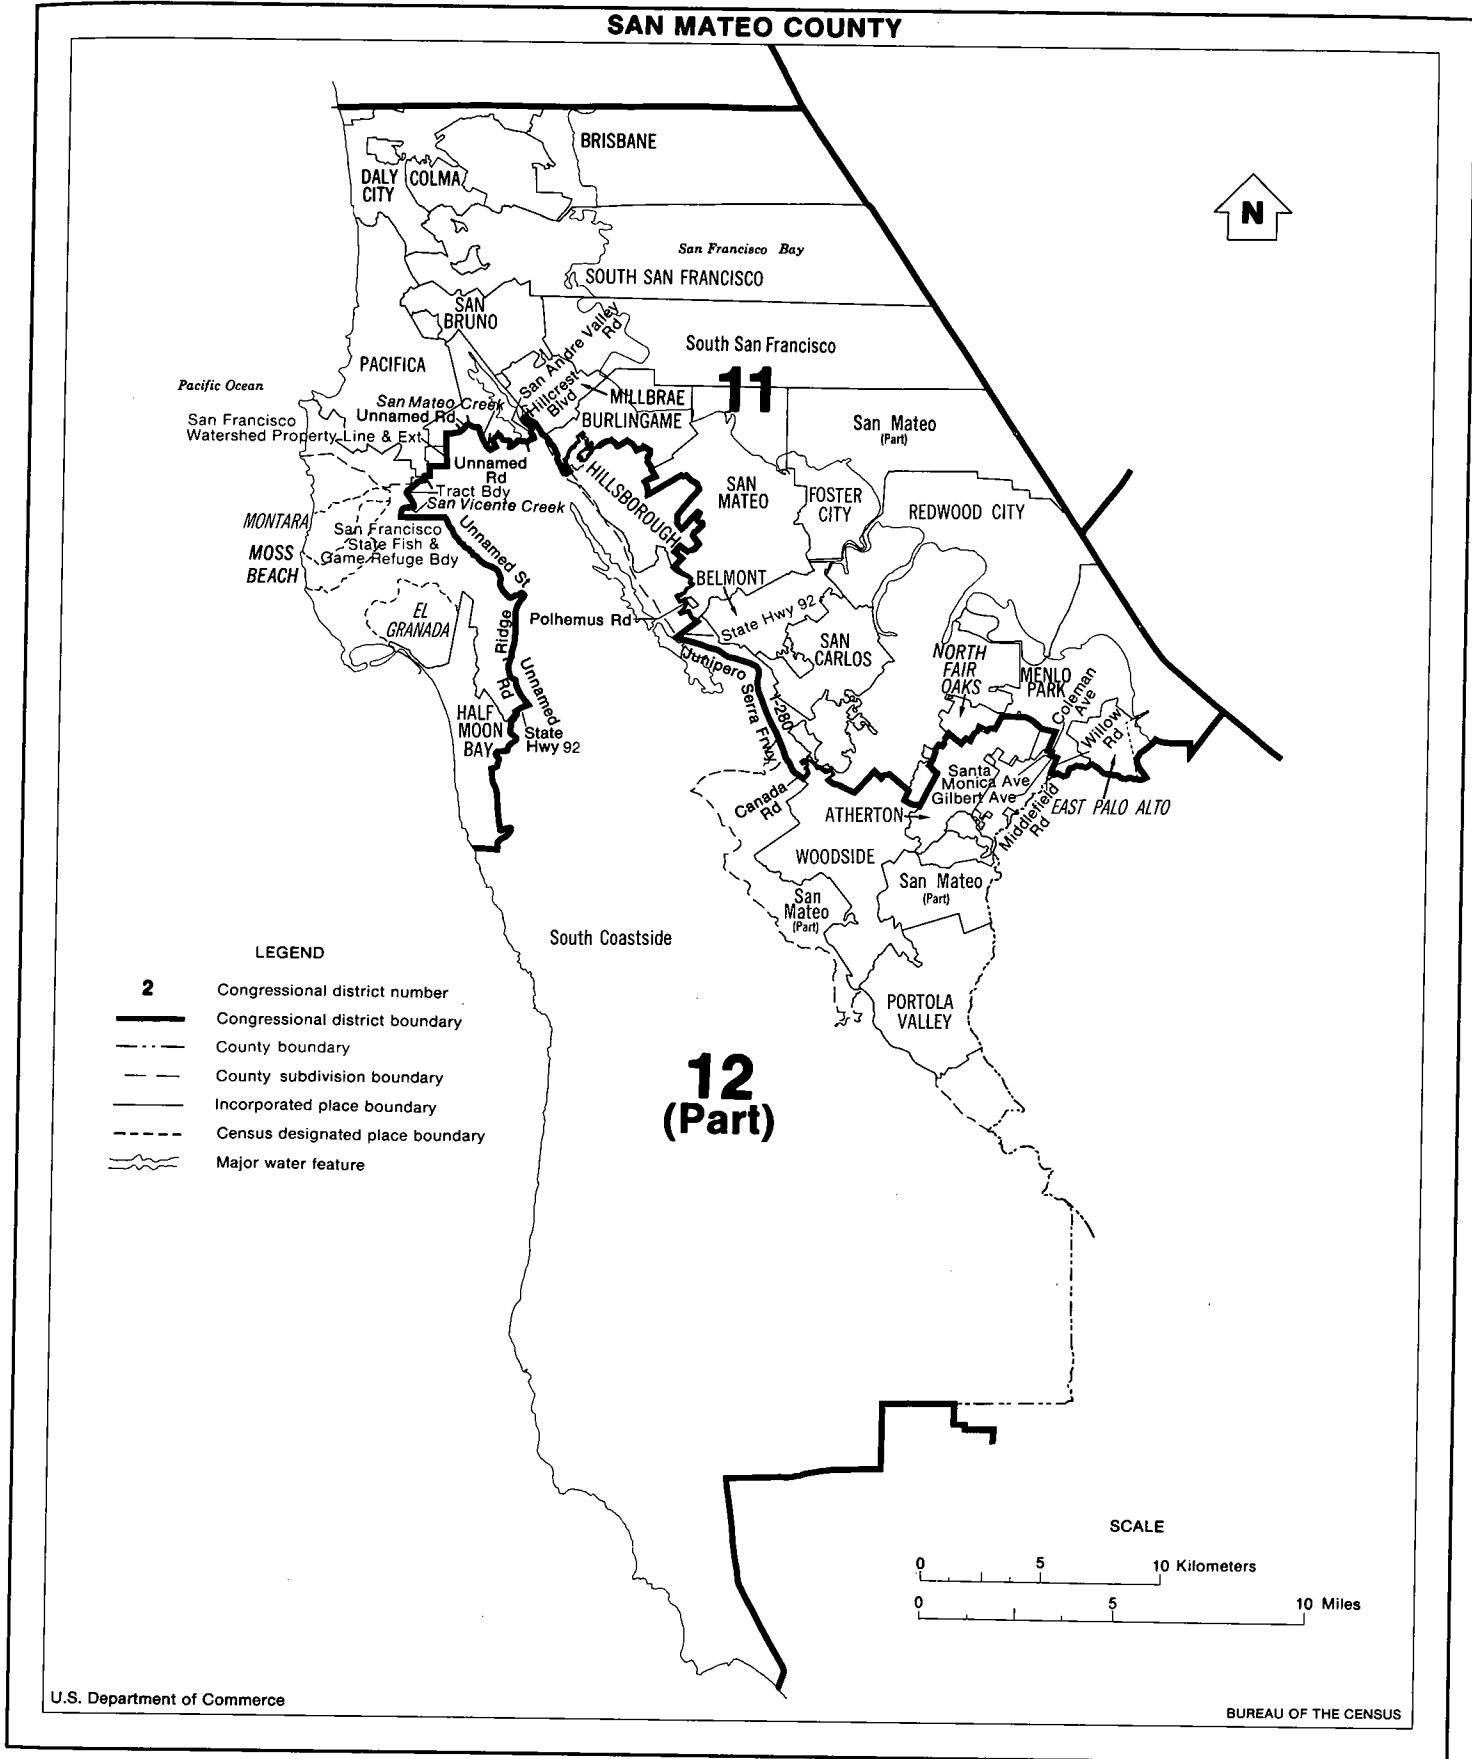 SAN MATEO COUNTY
BRISBANE
DALY
CITY
COLMA
N
San Francisco Bay
SOUTH SAN FRANCISCO
SAN
BRUNO
San Andre Valley
Rd
South San Francisco
PACIFICA
11
Pacific Ocean
Hillcrest
Blvd
MILLBRAE
San Mateo Creek
Unnamed Rd
BURLINGAME
San Francisco
Watershed Property Line & Ext
San Mateo
(Part)
Unnamed
Rd
HILLSBOROUGH
SAN
MATEO
FOSTER
CITY
REDWOOD CITY
Tract Bdy
San Vicente Creek
MONTARA
San Francisco
State Fish &
Game Refuge Bdy
MOSS
BEACH
Unnamed St
BELMONT
EL
GRANADA
Polhemus Rd
State Hwy 92
SAN
CARLOS
Ridge
Rd
Unnamed
Junipero
Serra Frwy
I-280
NORTH
FAIR
OAKS
MENLO
PARK
Coleman
Ave
Willow
Rd
HALF
MOON
BAY
State
Hwy 92
Santa
Monica Ave
Gilbert Ave
Canada
Rd
ATHERTON
Middlefield
Rd
EAST PALO ALTO
WOODSIDE
San Mateo
(Part)
San
Mateo
(Part)
South Coastside
PORTOLA
VALLEY
12
(Part)
LEGEND
2 Congressional district number
Congressional district boundary
County boundary
County subdivision boundary
Incorporated place boundary
Census designated place boundary
Major water feature
SCALE
0 5 10 Kilometers
0 5 10 Miles
U.S. Department of Commerce
BUREAU OF THE CENSUS